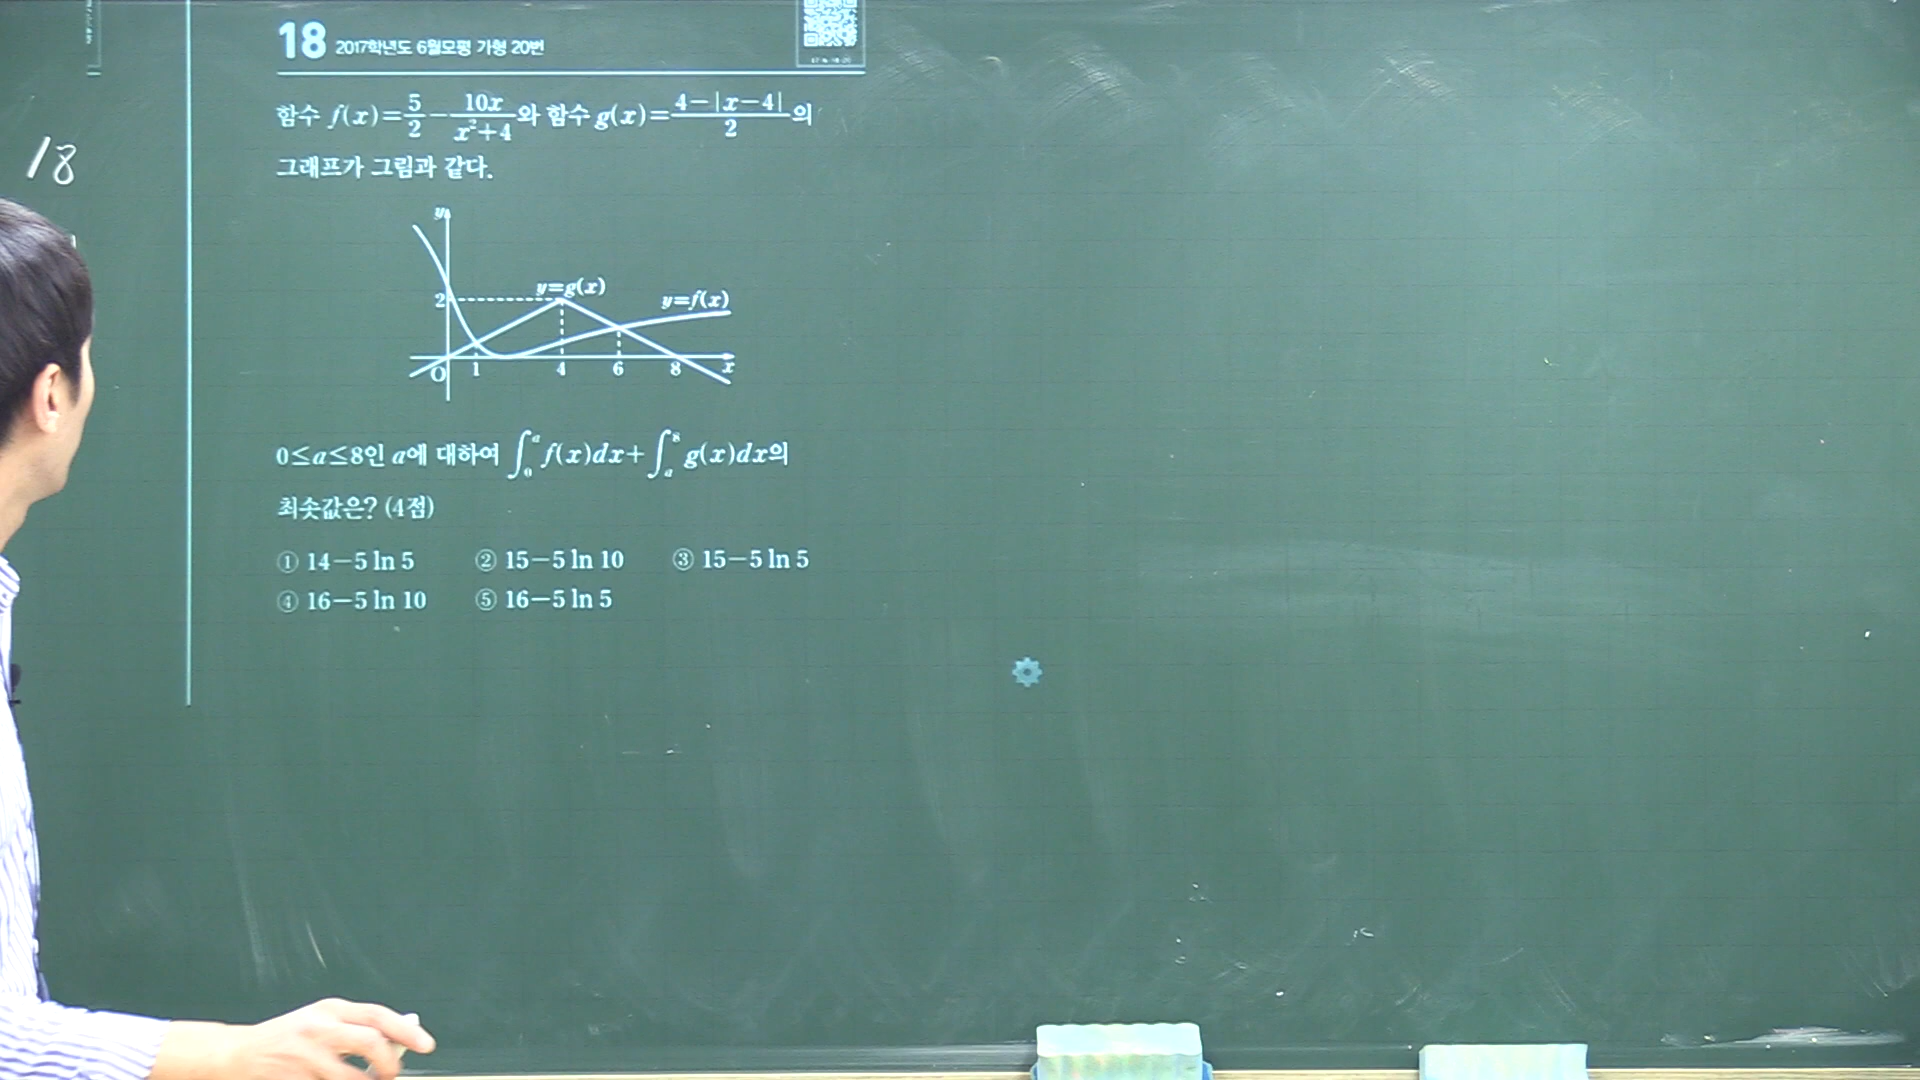 18 2017학년도 6월모평 가형 20번
함수 f(x)=5/2−10x/(x²+4)와 함수 g(x)=(4−|x−4|)/2의
그래프가 그림과 같다.
18
y
y=g(x)
2
y=f(x)
O 1 4 6 8 x
0≤a≤8인 a에 대하여 ∫₀ᵃ f(x)dx+∫ₐ⁸ g(x)dx의
최솟값은? (4점)
① 14−5 ln 5 ② 15−5 ln 10 ③ 15−5 ln 5
④ 16−5 ln 10 ⑤ 16−5 ln 5